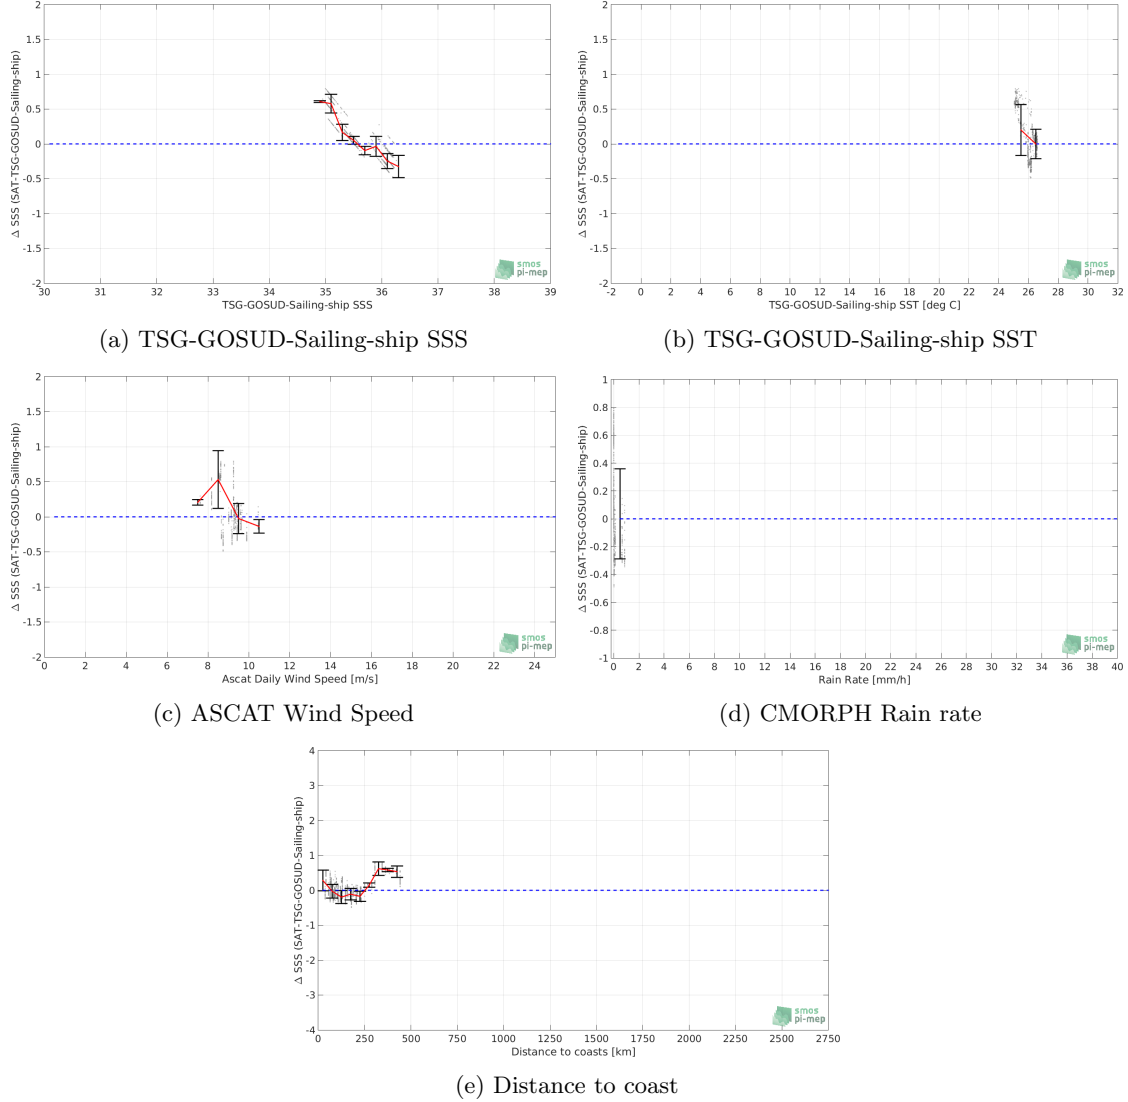 2
1.5
1
0.5
0
-0.5
-1
-1.5
-2
Δ SSS (SAT-TSG-GOSUD-Sailing-ship)
30 31 32 33 34 35 36 37 38 39
TSG-GOSUD-Sailing-ship SSS
smos
pi-mep
(a) TSG-GOSUD-Sailing-ship SSS
2
1.5
1
0.5
0
-0.5
-1
-1.5
-2
Δ SSS (SAT-TSG-GOSUD-Sailing-ship)
-2 0 2 4 6 8 10 12 14 16 18 20 22 24 26 28 30 32
TSG-GOSUD-Sailing-ship SST [deg C]
smos
pi-mep
(b) TSG-GOSUD-Sailing-ship SST
2
1.5
1
0.5
0
-0.5
-1
-1.5
-2
Δ SSS (SAT-TSG-GOSUD-Sailing-ship)
0 2 4 6 8 10 12 14 16 18 20 22 24
Ascat Daily Wind Speed [m/s]
smos
pi-mep
(c) ASCAT Wind Speed
1
0.8
0.6
0.4
0.2
0
-0.2
-0.4
-0.6
-0.8
-1
Δ SSS (SAT-TSG-GOSUD-Sailing-ship)
0 2 4 6 8 10 12 14 16 18 20 22 24 26 28 30 32 34 36 38 40
Rain Rate [mm/h]
smos
pi-mep
(d) CMORPH Rain rate
4
3
2
1
0
-1
-2
-3
-4
Δ SSS (SAT-TSG-GOSUD-Sailing-ship)
0 250 500 750 1000 1250 1500 1750 2000 2250 2500 2750
Distance to coasts [km]
smos
pi-mep
(e) Distance to coast